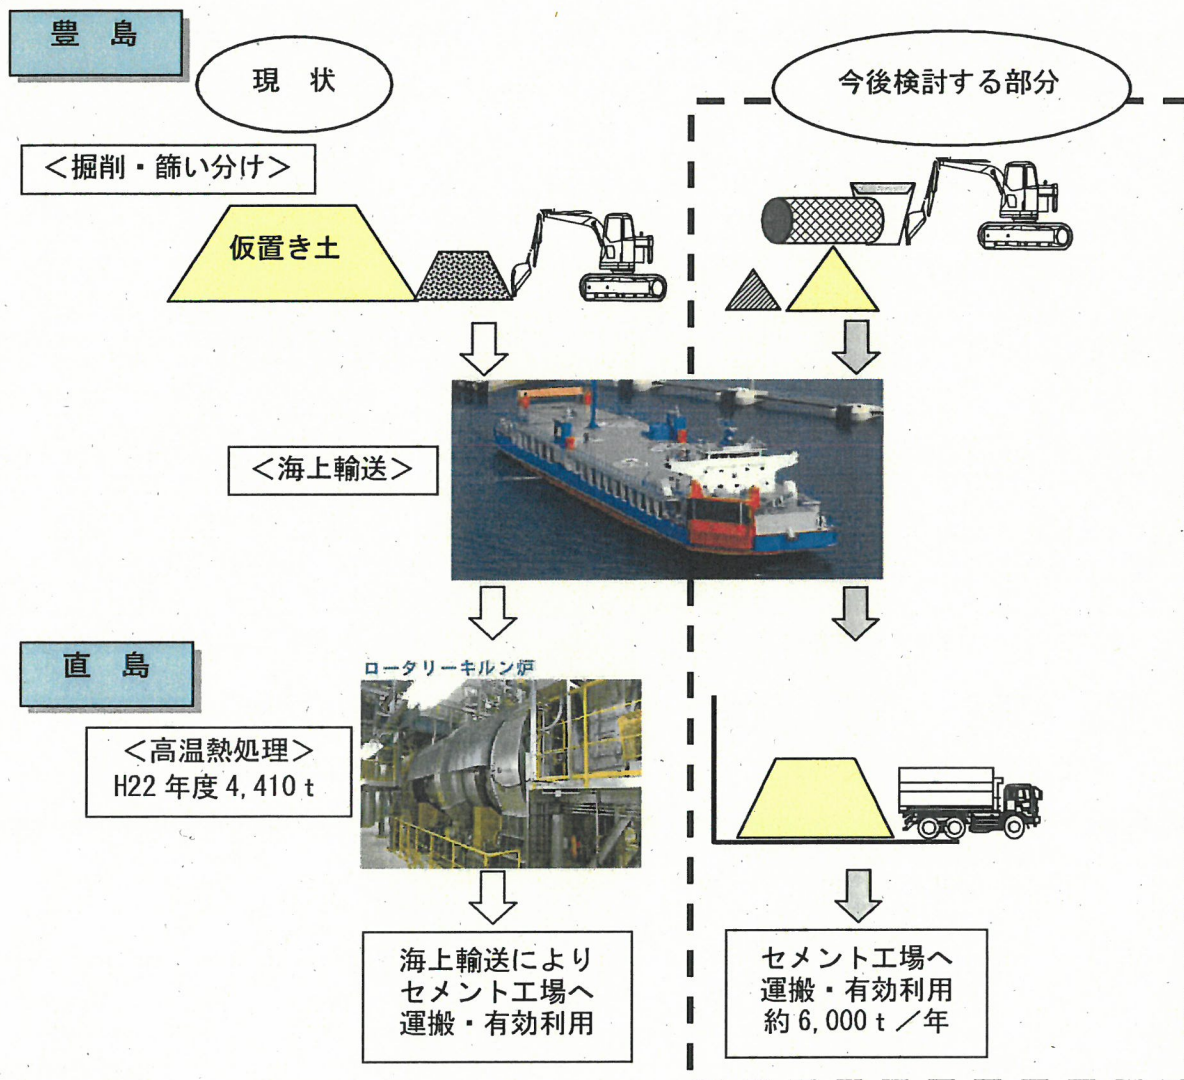 豊 島
現 状
今後検討する部分
＜掘削・篩い分け＞
仮置き土
＜海上輸送＞
直 島
ロータリーキルン炉
＜高温熱処理＞
H22 年度 4,410 t
海上輸送により
セメント工場へ
運搬・有効利用
セメント工場へ
運搬・有効利用
約 6,000 t ／年